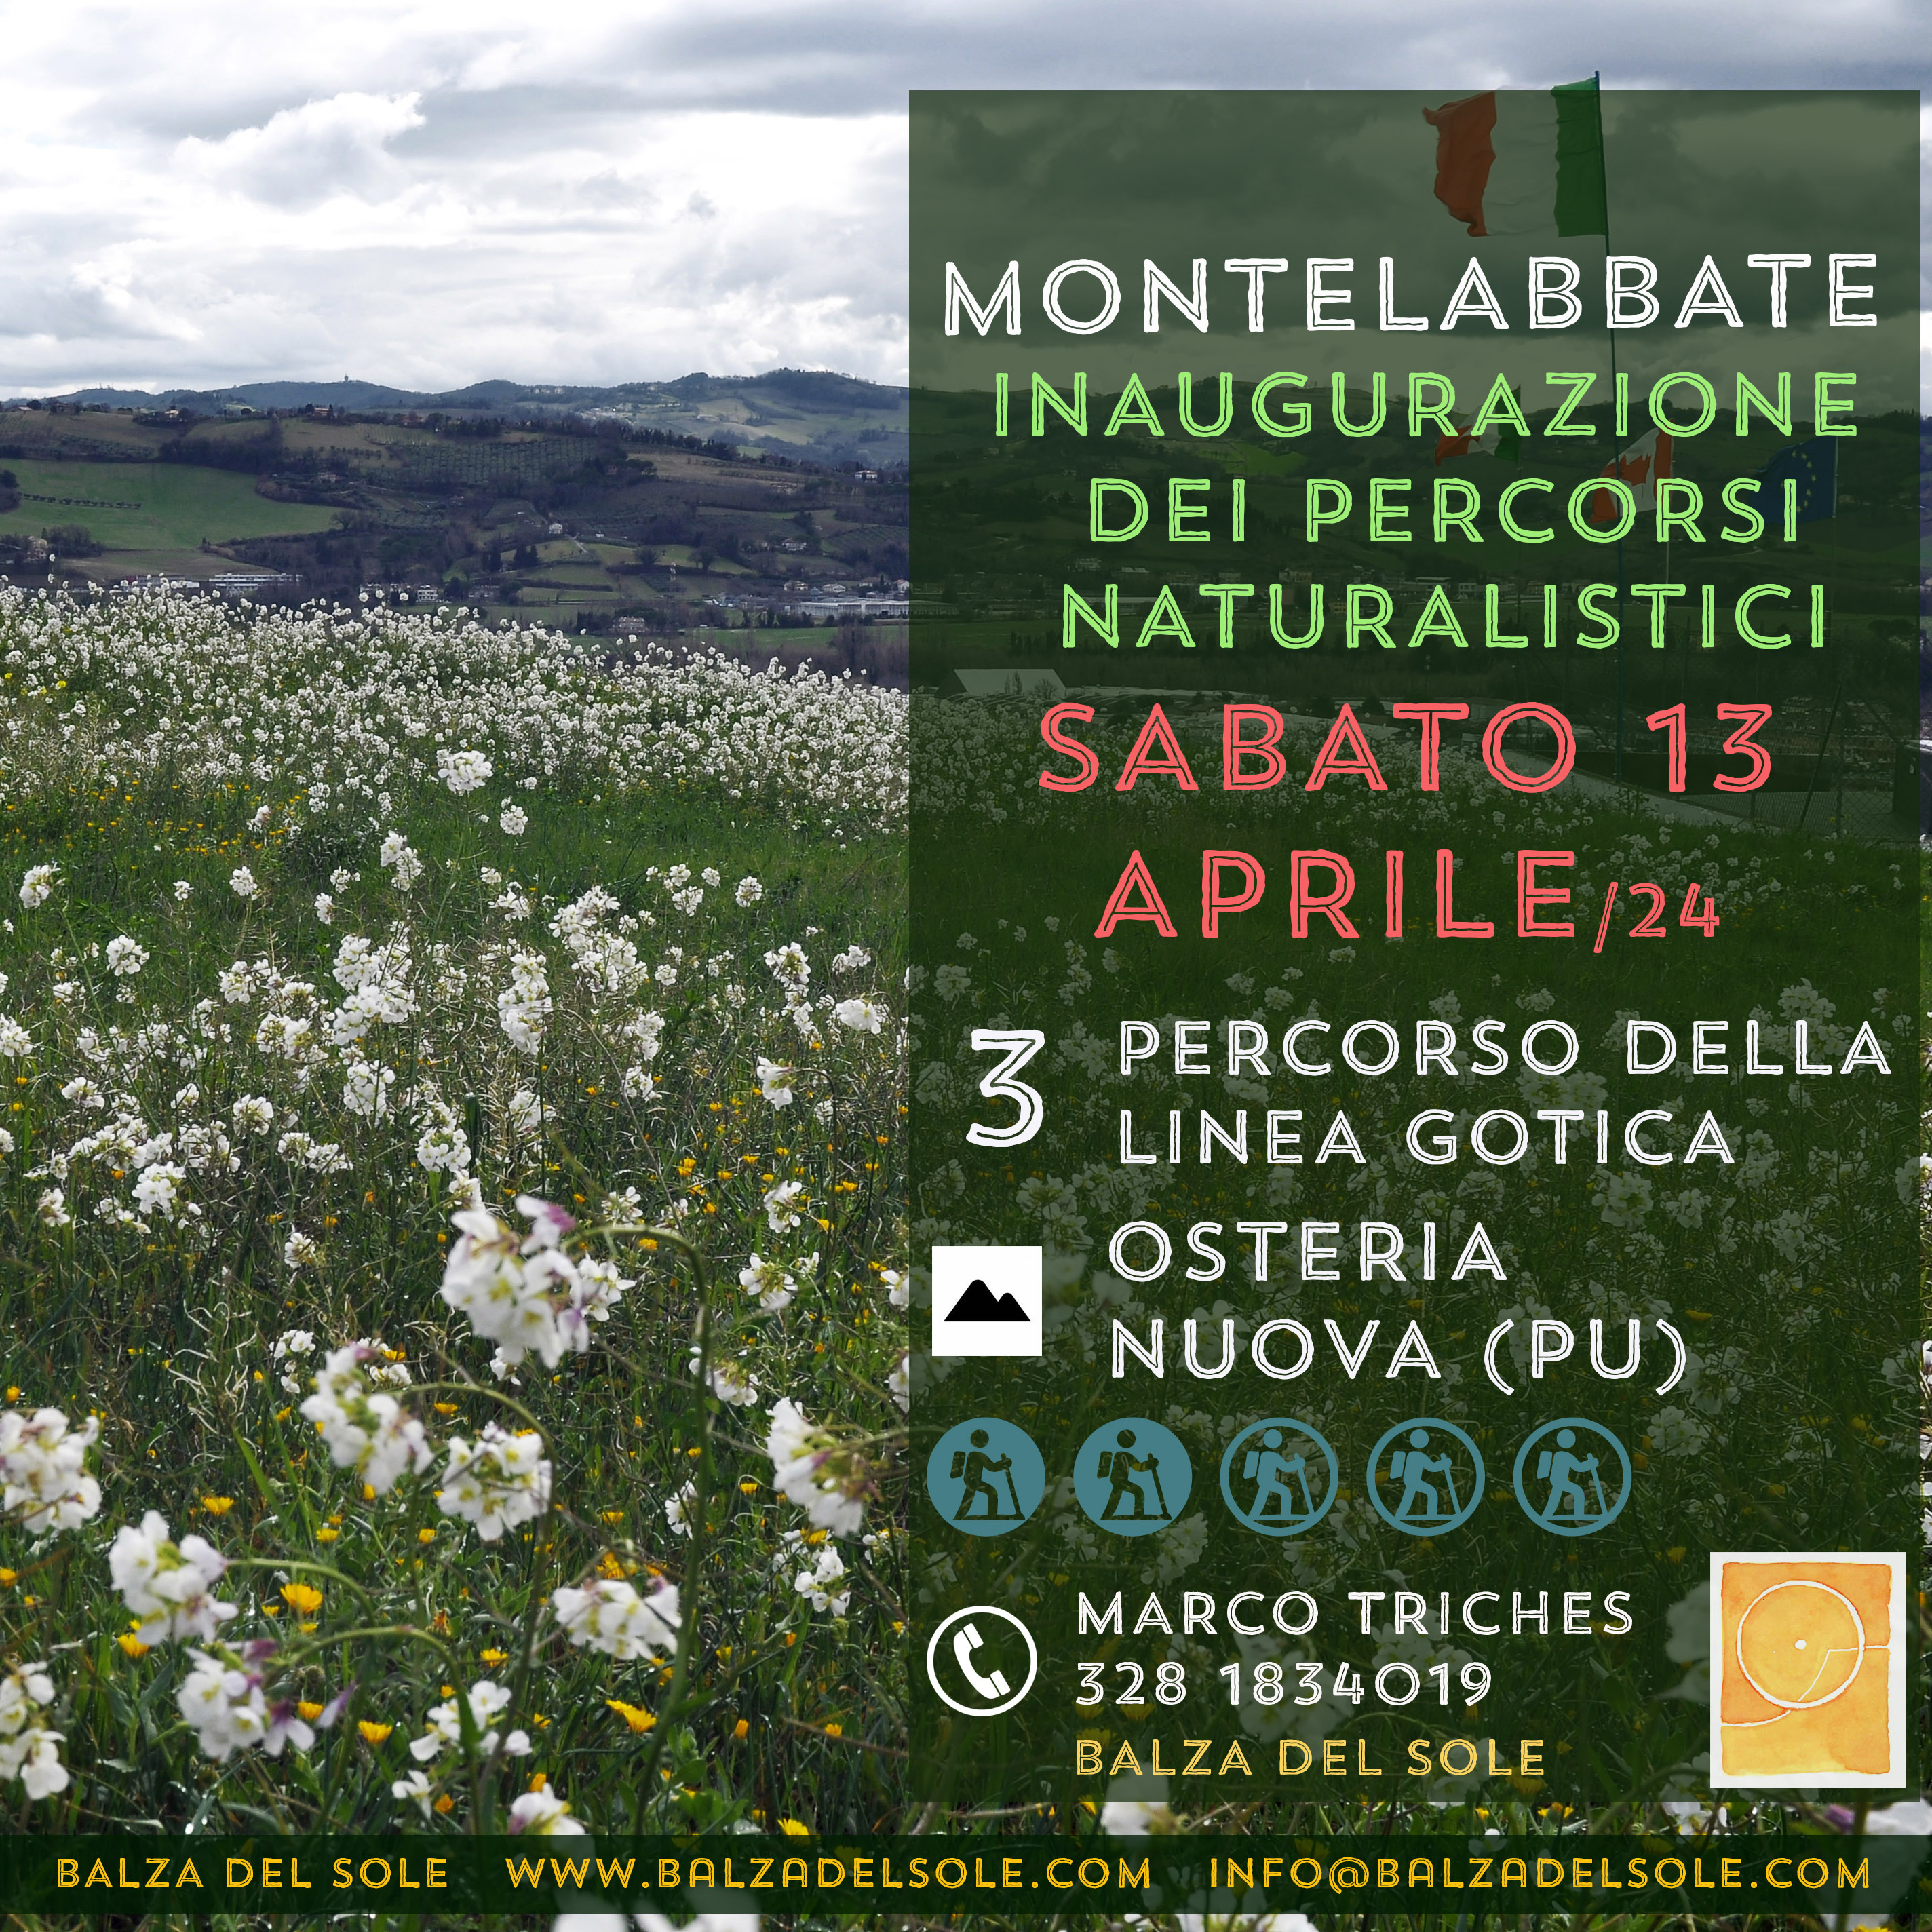 MONTELABBATE
INAUGURAZIONE
DEI PERCORSI
NATURALISTICI
SABATO 13
APRILE/24
3 PERCORSO DELLA
LINEA GOTICA
OSTERIA
NUOVA (PU)
MARCO TRICHES
328 1834019
BALZA DEL SOLE
BALZA DEL SOLE WWW.BALZADELSOLE.COM INFO@BALZADELSOLE.COM